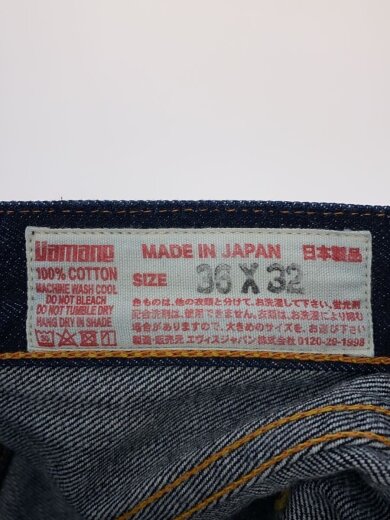 Yamane MADE IN JAPAN 日本製品
100% COTTON SIZE 36 X 32
MACHINE WASH COOL
DO NOT BLEACH
DO NOT TUMBLE DRY
HANG DRY IN SHADE
色ものは、他の衣類と分けて、お洗濯して下さい。蛍光剤
配合洗剤は、使用できません。衣類は、お洗濯により縮む
場合がありますので、大きめのサイズを、お選び下さい
製造・販売元 エヴィスジャパン株式会社 0120-29-1998